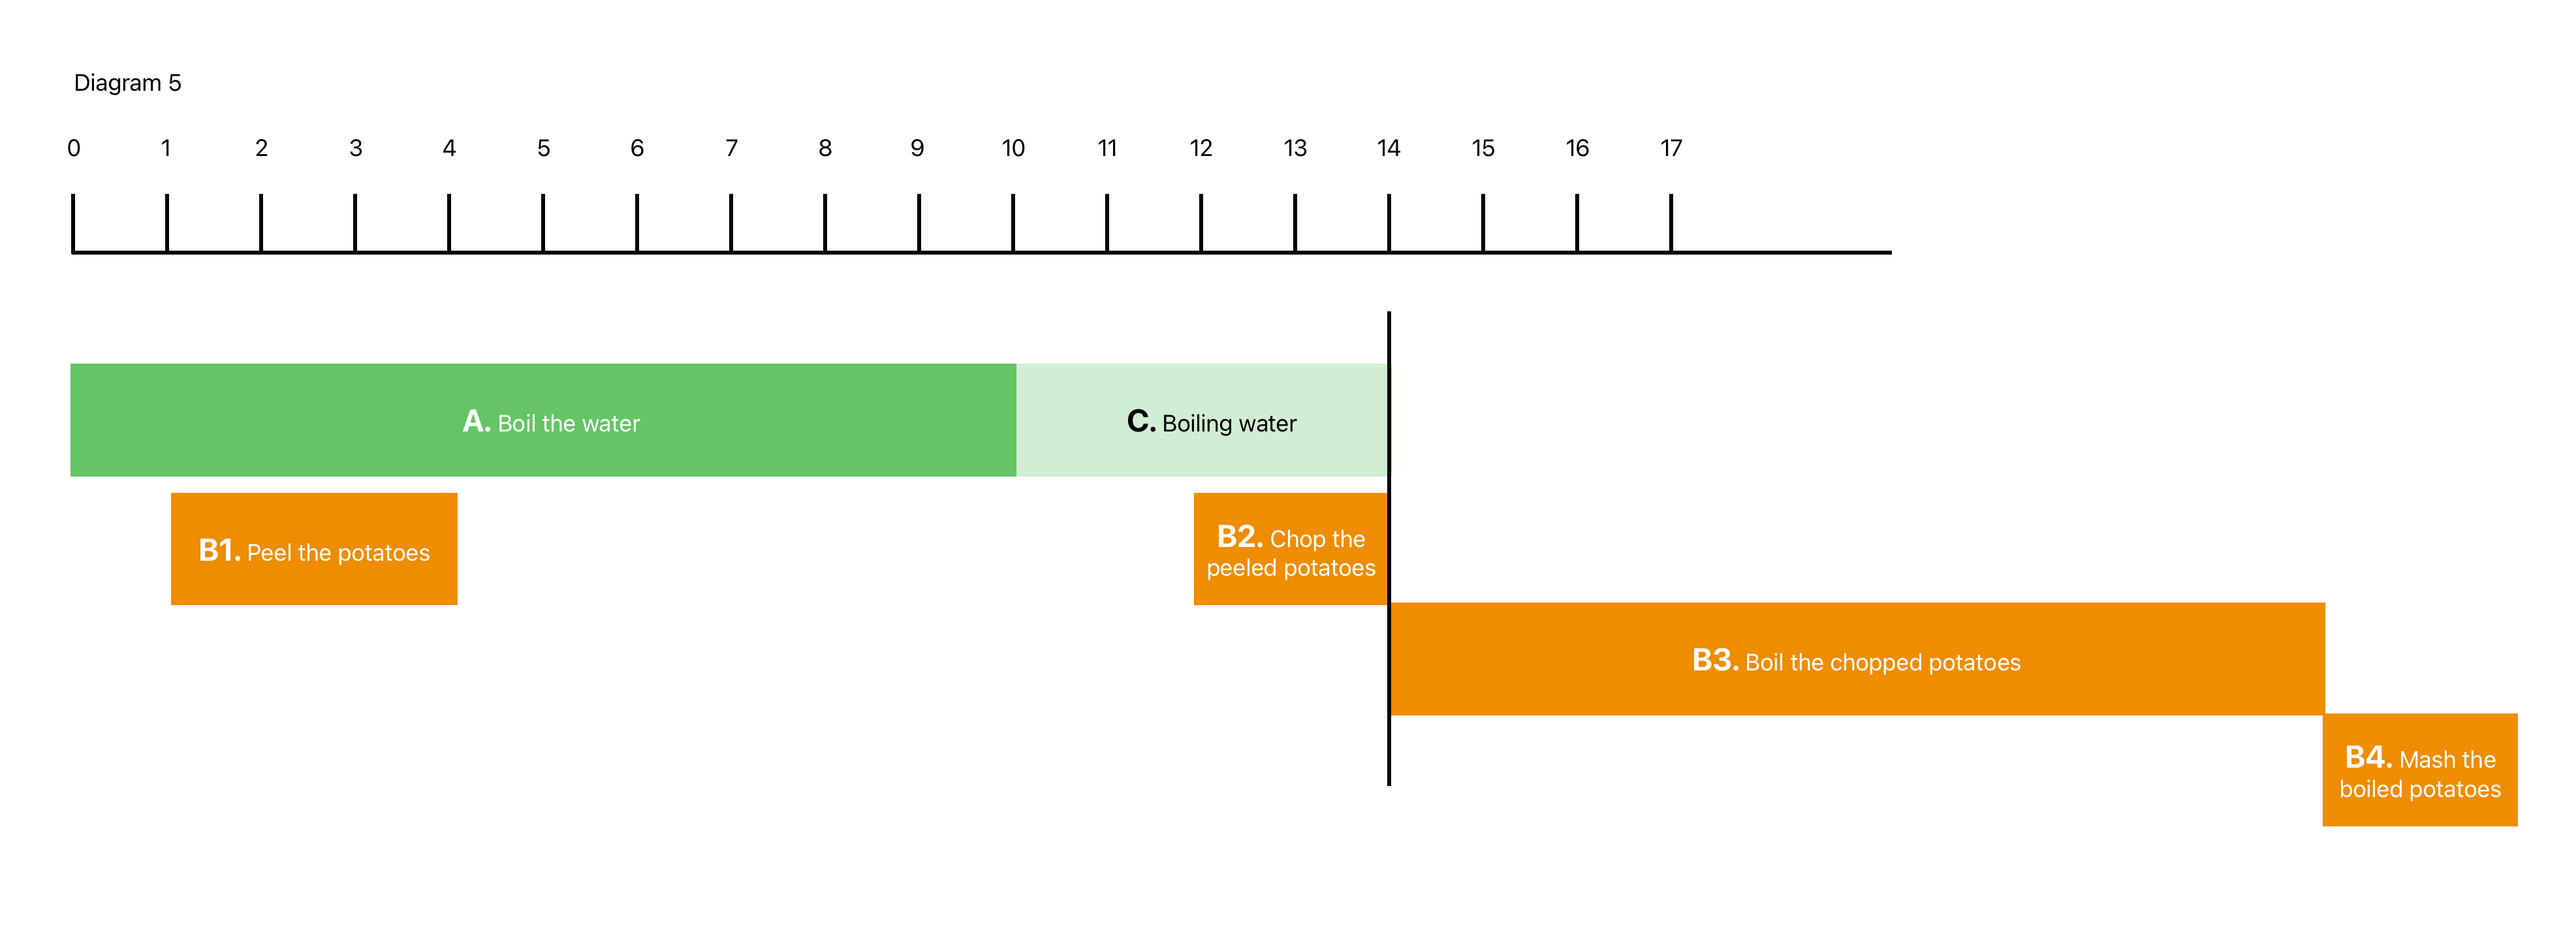 Diagram 5
0 1 2 3 4 5 6 7 8 9 10 11 12 13 14 15 16 17
A. Boil the water
C. Boiling water
B1. Peel the potatoes
B2. Chop the
peeled potatoes
B3. Boil the chopped potatoes
B4. Mash the
boiled potatoes